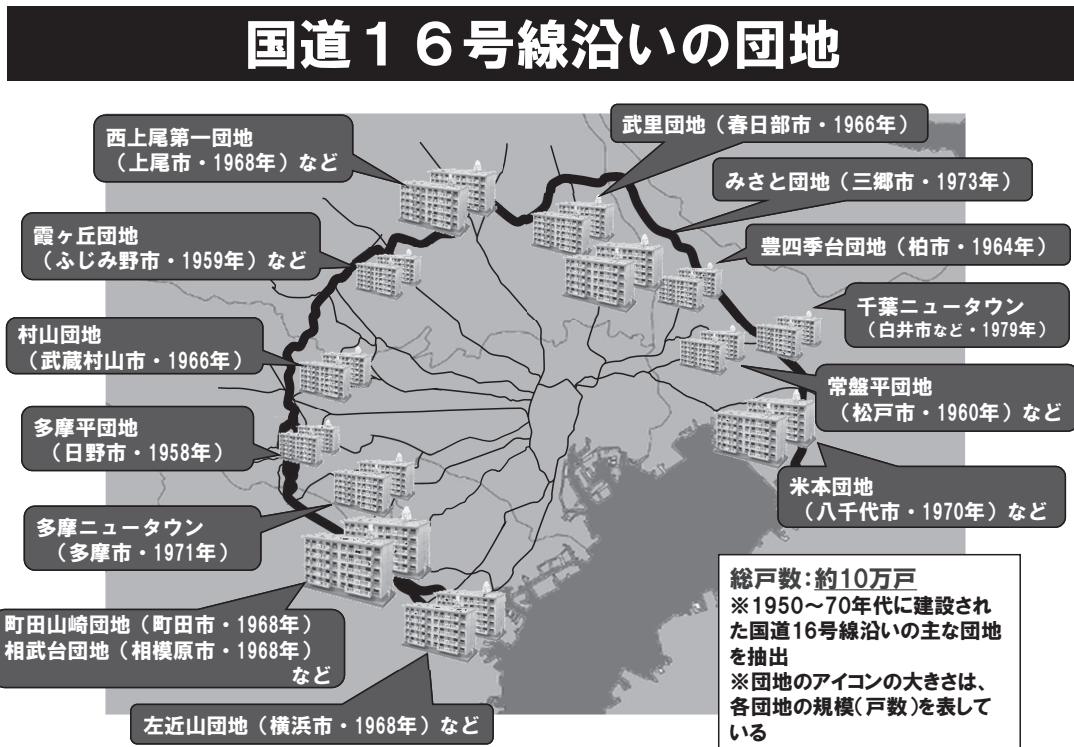 国道16号線沿いの団地
西上尾第一団地
（上尾市・1968年）など
武里団地（春日部市・1966年）
みさと団地（三郷市・1973年）
霞ヶ丘団地
（ふじみ野市・1959年）など
豊四季台団地（柏市・1964年）
千葉ニュータウン
（白井市など・1979年）
村山団地
（武蔵村山市・1966年）
常盤平団地
（松戸市・1960年）など
多摩平団地
（日野市・1958年）
米本団地
（八千代市・1970年）など
多摩ニュータウン
（多摩市・1971年）
町田山崎団地（町田市・1968年）
相武台団地（相模原市・1968年）
など
左近山団地（横浜市・1968年）など
総戸数：約10万戸
※1950～70年代に建設され
た国道16号線沿いの主な団地
を抽出
※団地のアイコンの大きさは、
各団地の規模（戸数）を表して
いる